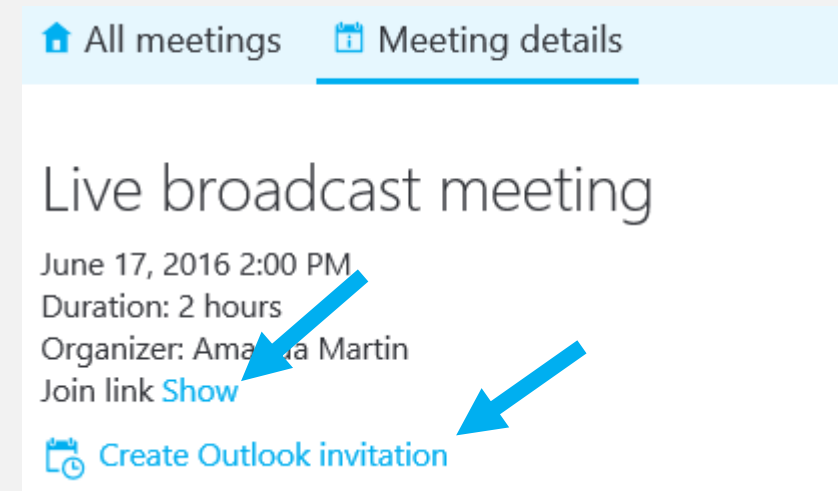 All meetings Meeting details
Live broadcast meeting
June 17, 2016 2:00 PM
Duration: 2 hours
Organizer: Martin
Join link Show
Create Outlook invitation